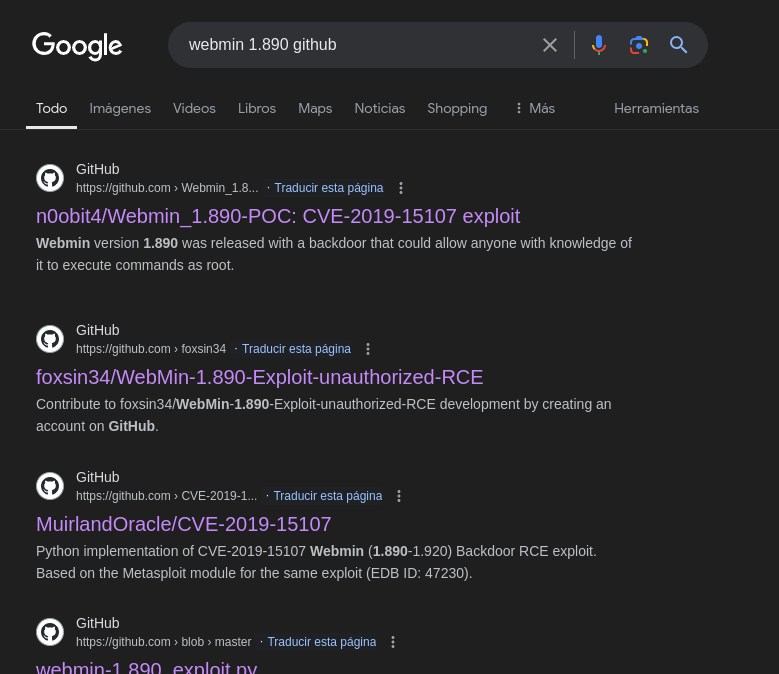 Google
webmin 1.890 github
Todo Imágenes Videos Libros Maps Noticias Shopping Más Herramientas
GitHub
https://github.com › Webmin_1.8... · Traducir esta página
n0obit4/Webmin_1.890-POC: CVE-2019-15107 exploit
Webmin version 1.890 was released with a backdoor that could allow anyone with knowledge of
it to execute commands as root.
GitHub
https://github.com › foxsin34 · Traducir esta página
foxsin34/WebMin-1.890-Exploit-unauthorized-RCE
Contribute to foxsin34/WebMin-1.890-Exploit-unauthorized-RCE development by creating an
account on GitHub.
GitHub
https://github.com › CVE-2019-1... · Traducir esta página
MuirlandOracle/CVE-2019-15107
Python implementation of CVE-2019-15107 Webmin (1.890-1.920) Backdoor RCE exploit.
Based on the Metasploit module for the same exploit (EDB ID: 47230).
GitHub
https://github.com › blob › master · Traducir esta página
webmin-1.890_exploit.py